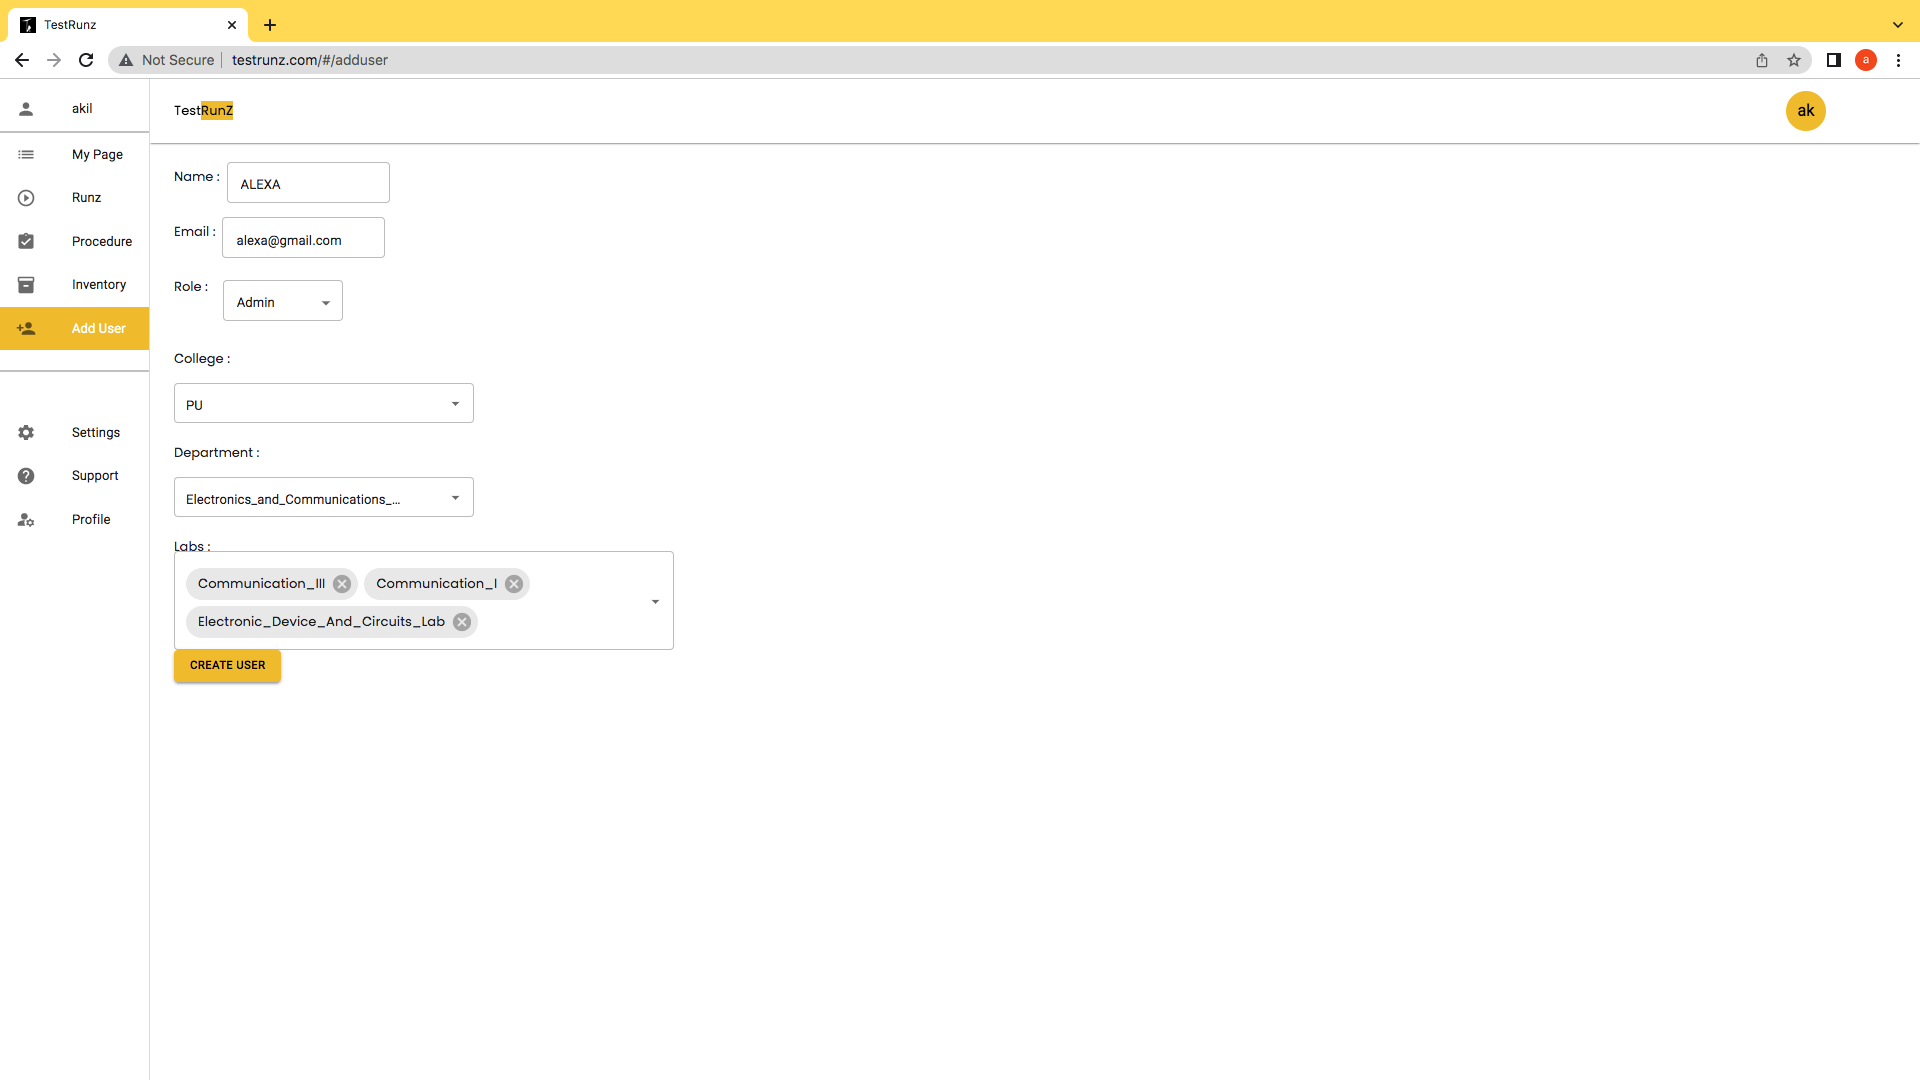 TestRunz
Not Secure
testrunz.com/#/adduser
a
akil
TestRunZ
ak
My Page
Runz
Procedure
Inventory
Add User
Settings
Support
Profile
Name :
ALEXA
Email :
alexa@gmail.com
Role :
Admin
College :
PU
Department :
Electronics_and_Communications_...
Labs :
Communication_III
Communication_I
Electronic_Device_And_Circuits_Lab
CREATE USER